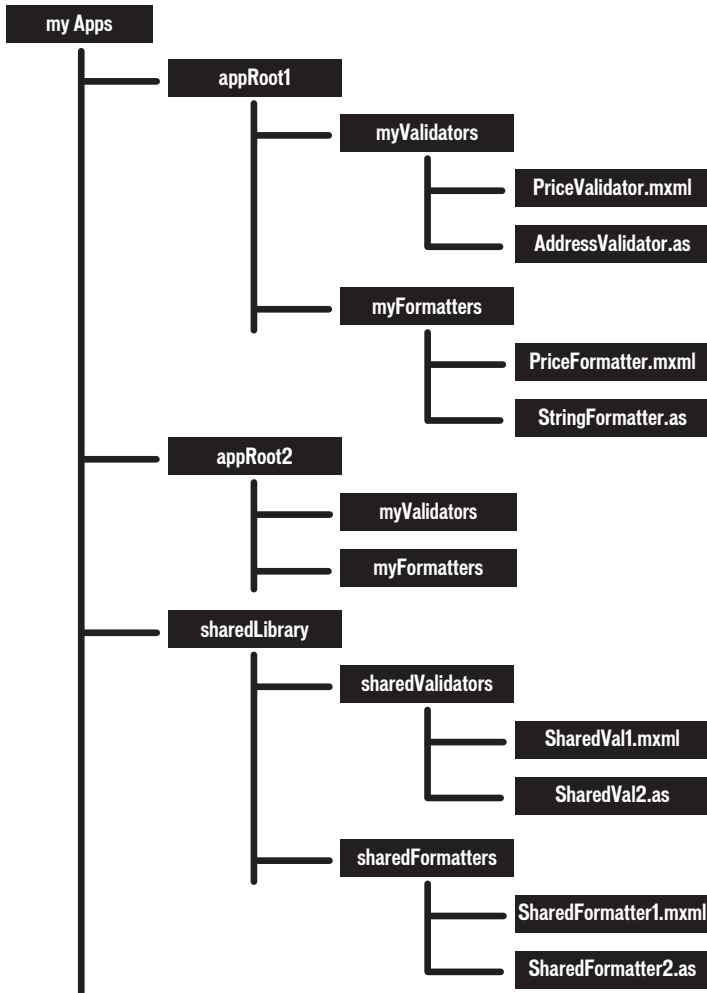 my Apps
appRoot1
myValidators
PriceValidator.mxml
AddressValidator.as
myFormatters
PriceFormatter.mxml
StringFormatter.as
appRoot2
myValidators
myFormatters
sharedLibrary
sharedValidators
SharedVal1.mxml
SharedVal2.as
sharedFormatters
SharedFormatter1.mxml
SharedFormatter2.as